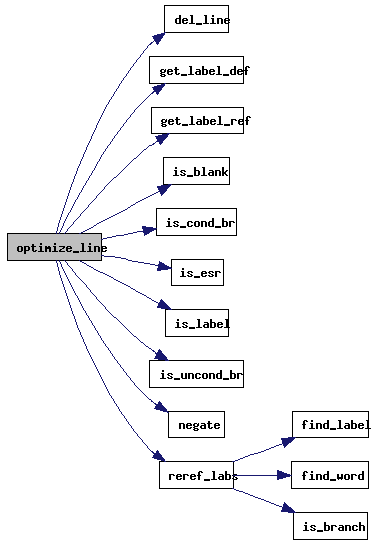 del_line
get_label_def
get_label_ref
is_blank
is_cond_br
optimize_line
is_esr
is_label
is_uncond_br
negate
reref_labs
find_label
find_word
is_branch